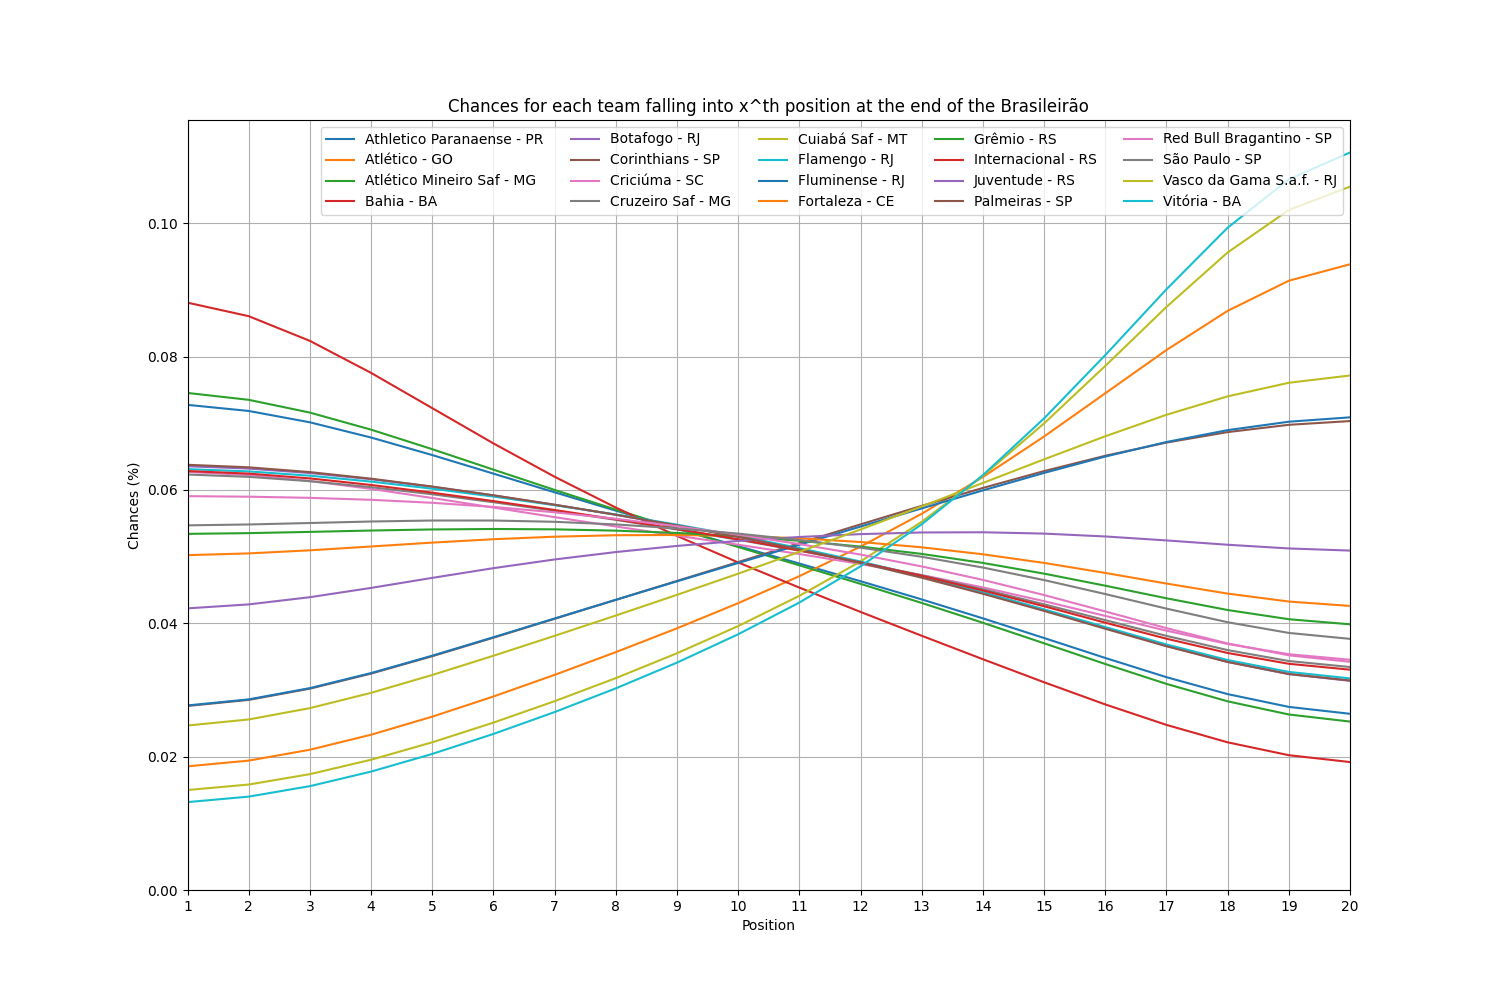 Chances for each team falling into x^th position at the end of the Brasileirão
Athletico Paranaense - PR
Atlético - GO
Atlético Mineiro Saf - MG
Bahia - BA
Botafogo - RJ
Corinthians - SP
Criciúma - SC
Cruzeiro Saf - MG
Cuiabá Saf - MT
Flamengo - RJ
Fluminense - RJ
Fortaleza - CE
Grêmio - RS
Internacional - RS
Juventude - RS
Palmeiras - SP
Red Bull Bragantino - SP
São Paulo - SP
Vasco da Gama S.a.f. - RJ
Vitória - BA
Chances (%)
0.10
0.08
0.06
0.04
0.02
0.00
1 2 3 4 5 6 7 8 9 10 11 12 13 14 15 16 17 18 19 20
Position